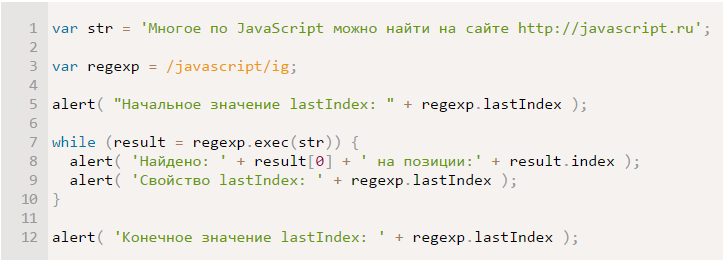 1 var str = 'Многое по JavaScript можно найти на сайте http://javascript.ru';
2
3 var regexp = /javascript/ig;
4
5 alert( "Начальное значение lastIndex: " + regexp.lastIndex );
6
7 while (result = regexp.exec(str)) {
8   alert( 'Найдено: ' + result[0] + ' на позиции:' + result.index );
9   alert( 'Свойство lastIndex: ' + regexp.lastIndex );
10 }
11
12 alert( 'Конечное значение lastIndex: ' + regexp.lastIndex );